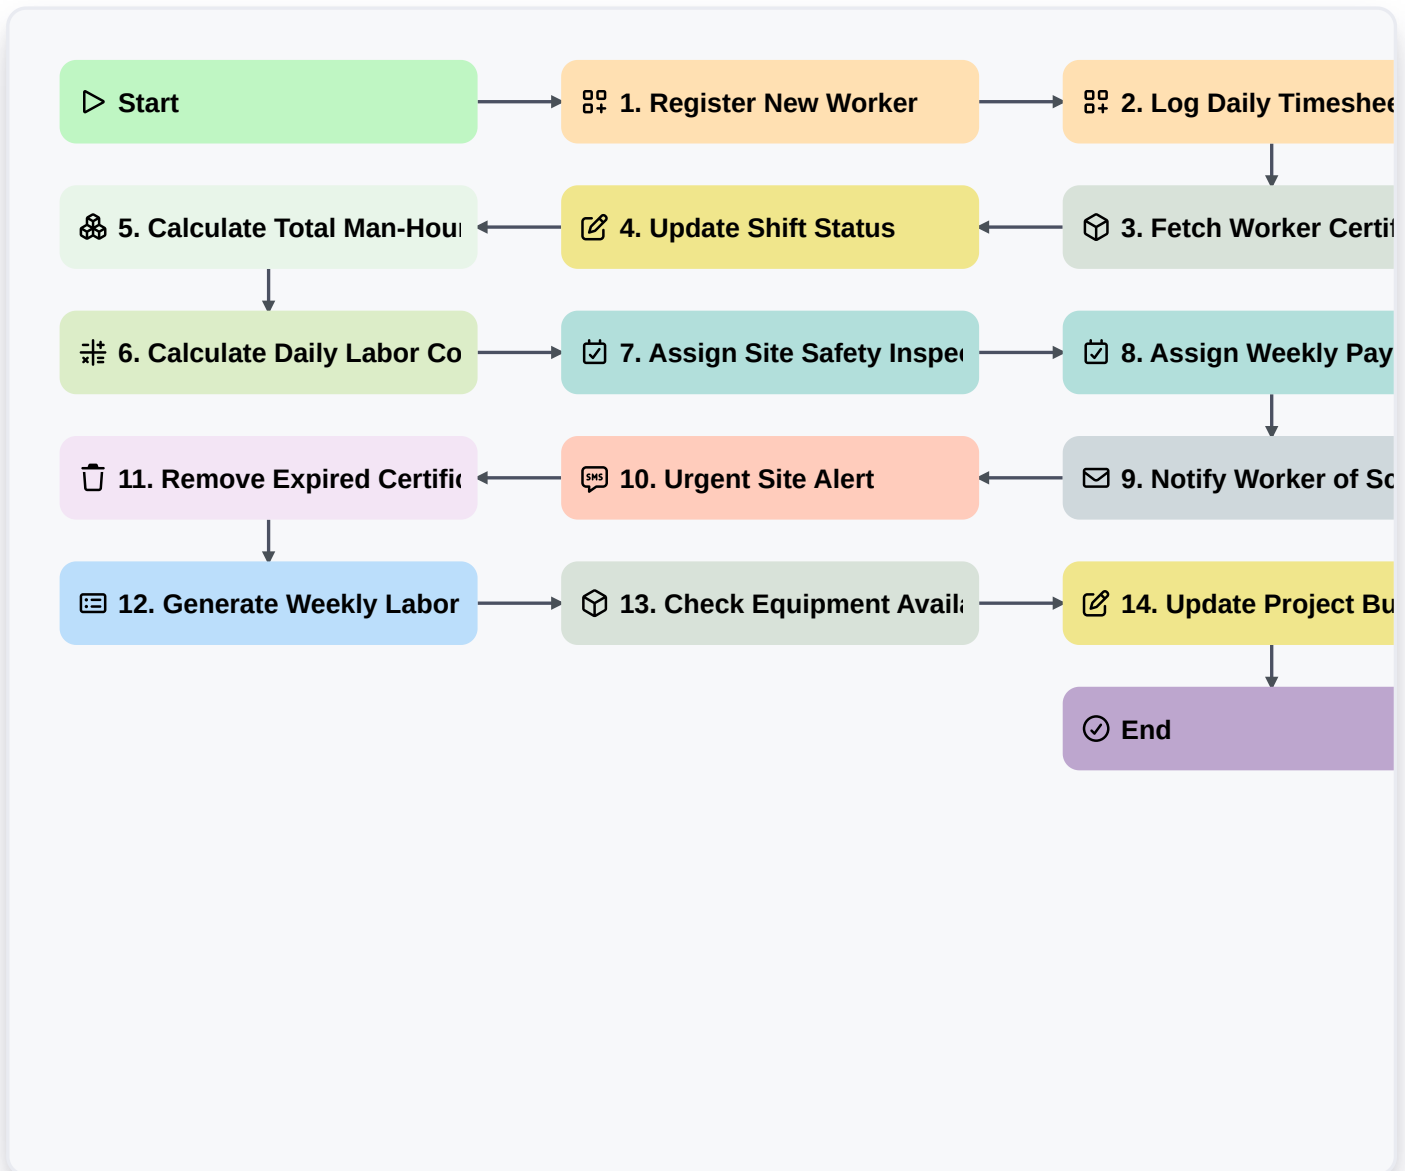 Start
1. Register New Worker
2. Log Daily Timeshee
5. Calculate Total Man-Hour
4. Update Shift Status
3. Fetch Worker Certif
6. Calculate Daily Labor Co
7. Assign Site Safety Inspec
8. Assign Weekly Pay
11. Remove Expired Certific
10. Urgent Site Alert
SMS
9. Notify Worker of Sc
12. Generate Weekly Labor
13. Check Equipment Availa
14. Update Project Bu
End